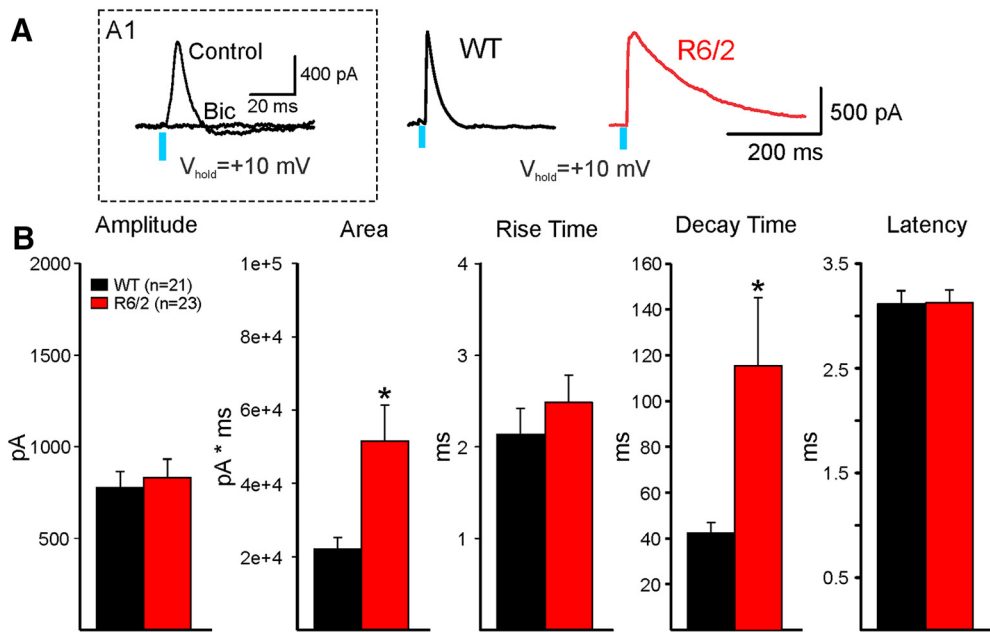 A
A1
Control
Bic
400 pA
20 ms
Vhold=+10 mV
WT
R6/2
Vhold=+10 mV
500 pA
200 ms
B
Amplitude
2000
1500
1000
500
pA
WT (n=21)
R6/2 (n=23)
Area
1e+5
8e+4
6e+4
4e+4
2e+4
pA * ms
*
Rise Time
4
3
2
1
ms
Decay Time
160
140
120
100
80
60
40
20
ms
*
Latency
3.5
2.5
1.5
0.5
ms